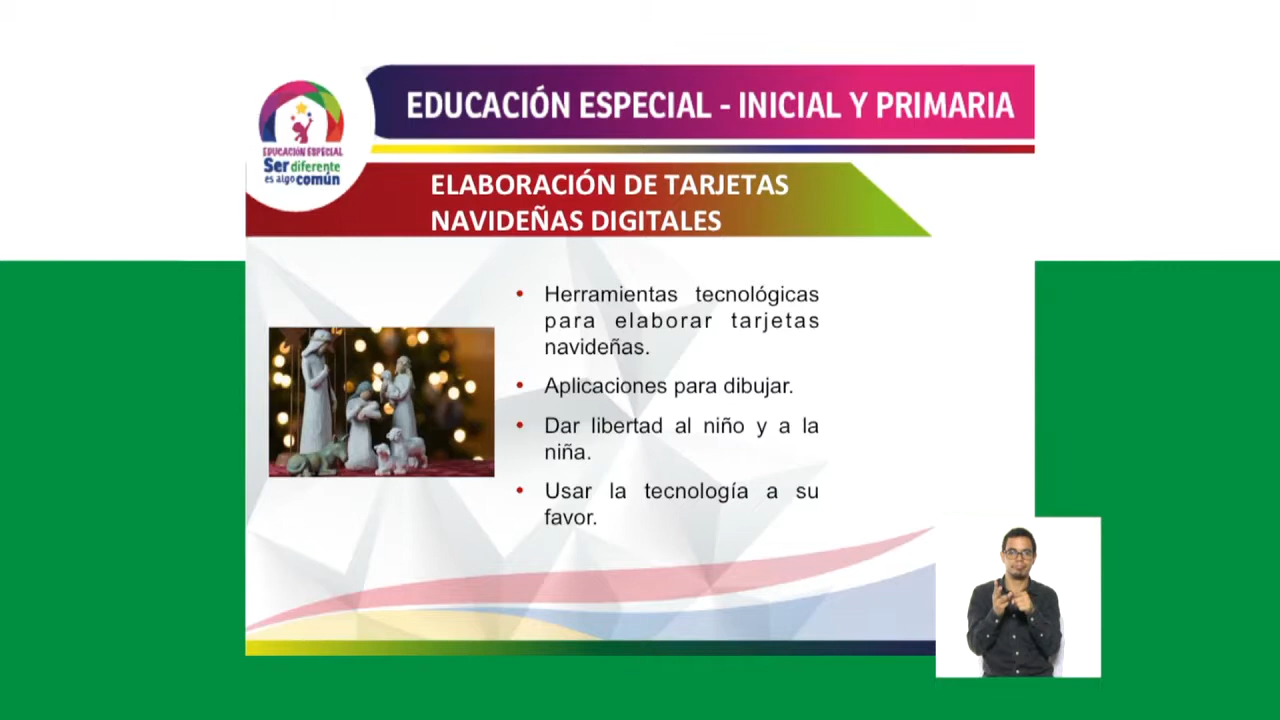 EDUCACIÓN ESPECIAL - INICIAL Y PRIMARIA
EDUCACIÓN ESPECIAL
Ser diferente
es algo común
ELABORACIÓN DE TARJETAS
NAVIDEÑAS DIGITALES
• Herramientas tecnológicas
para elaborar tarjetas
navideñas.
• Aplicaciones para dibujar.
• Dar libertad al niño y a la
niña.
• Usar la tecnología a su
favor.